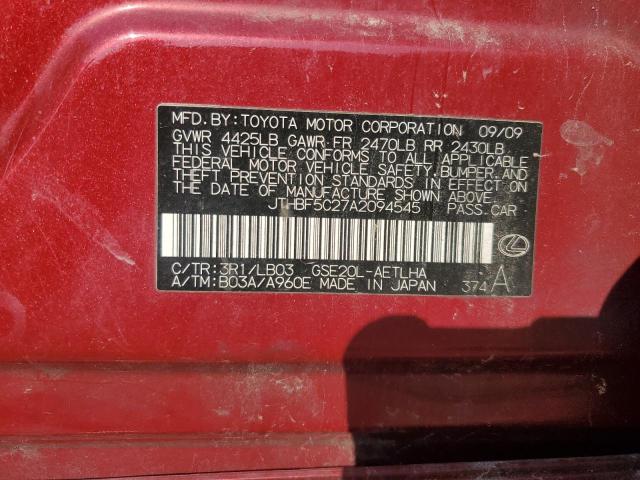 MFD. BY: TOYOTA MOTOR CORPORATION 09/09
GVWR 4425LB GAWR FR 2470LB RR 2430LB
THIS VEHICLE CONFORMS TO ALL APPLICABLE
FEDERAL MOTOR VEHICLE SAFETY, BUMPER, AND
THEFT PREVENTION STANDARDS IN EFFECT ON
THE DATE OF MANUFACTURE SHOWN ABOVE.
JTHBF5C27A2094545 PASS. CAR
C/TR: 3R1/LB03 GSE20L-AETLHA
A/TM: B03A/A960E MADE IN JAPAN 374 A